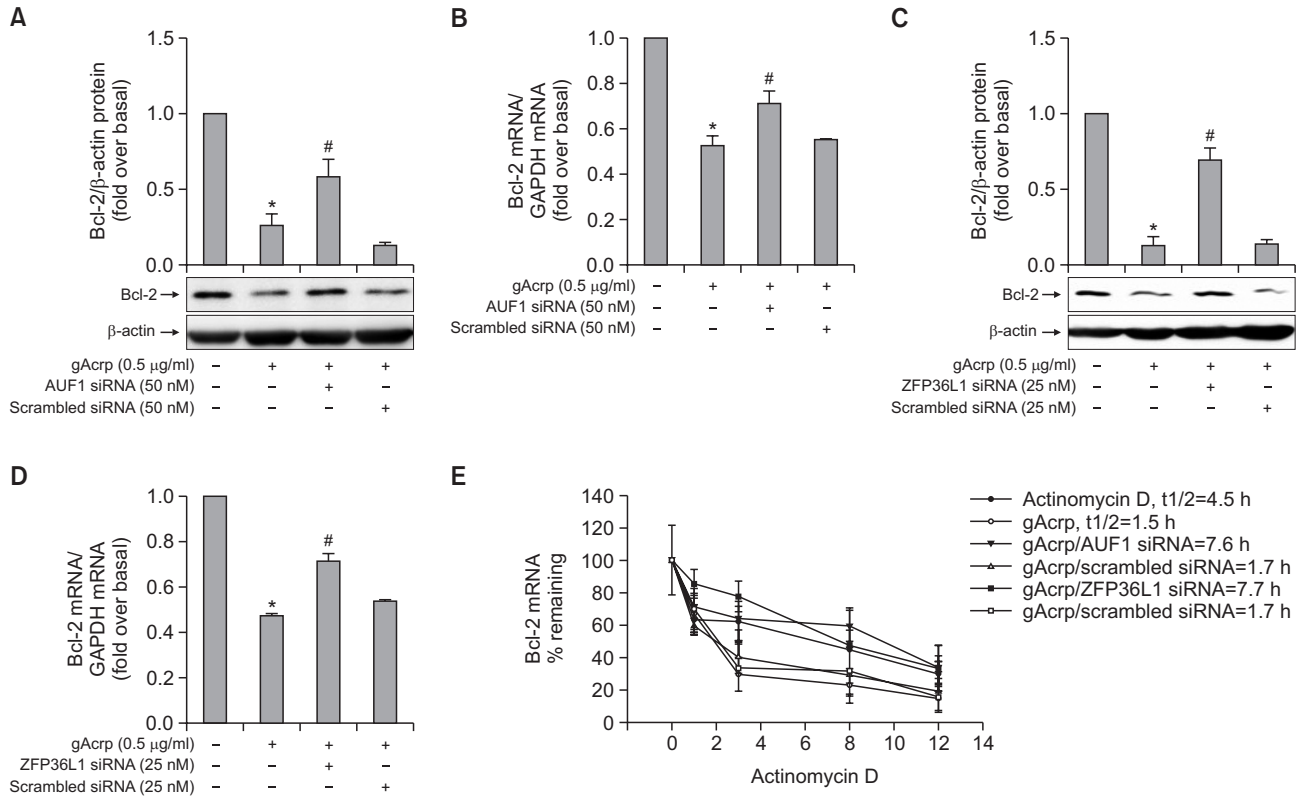 A
Bcl-2/β-actin protein
(fold over basal)
1.5
1.0
0.5
0.0
*
#
Bcl-2
β-actin
gAcrp (0.5 μg/ml) − + + +
AUF1 siRNA (50 nM) − − + −
Scrambled siRNA (50 nM) − − − +
B
Bcl-2 mRNA/
GAPDH mRNA
(fold over basal)
1.0
0.8
0.6
0.4
0.2
0.0
*
#
gAcrp (0.5 μg/ml) − + + +
AUF1 siRNA (50 nM) − − + −
Scrambled siRNA (50 nM) − − − +
C
Bcl-2/β-actin protein
(fold over basal)
1.5
1.0
0.5
0.0
*
#
Bcl-2
β-actin
gAcrp (0.5 μg/ml) − + + +
ZFP36L1 siRNA (25 nM) − − + −
Scrambled siRNA (25 nM) − − − +
D
Bcl-2 mRNA/
GAPDH mRNA
(fold over basal)
1.0
0.8
0.6
0.4
0.2
0.0
*
#
gAcrp (0.5 μg/ml) − + + +
ZFP36L1 siRNA (25 nM) − − + −
Scrambled siRNA (25 nM) − − − +
E
Bcl-2 mRNA
% remaining
140
120
100
80
60
40
20
0
0 2 4 6 8 10 12 14
Actinomycin D
Actinomycin D, t1/2=4.5 h
gAcrp, t1/2=1.5 h
gAcrp/AUF1 siRNA=7.6 h
gAcrp/scrambled siRNA=1.7 h
gAcrp/ZFP36L1 siRNA=7.7 h
gAcrp/scrambled siRNA=1.7 h